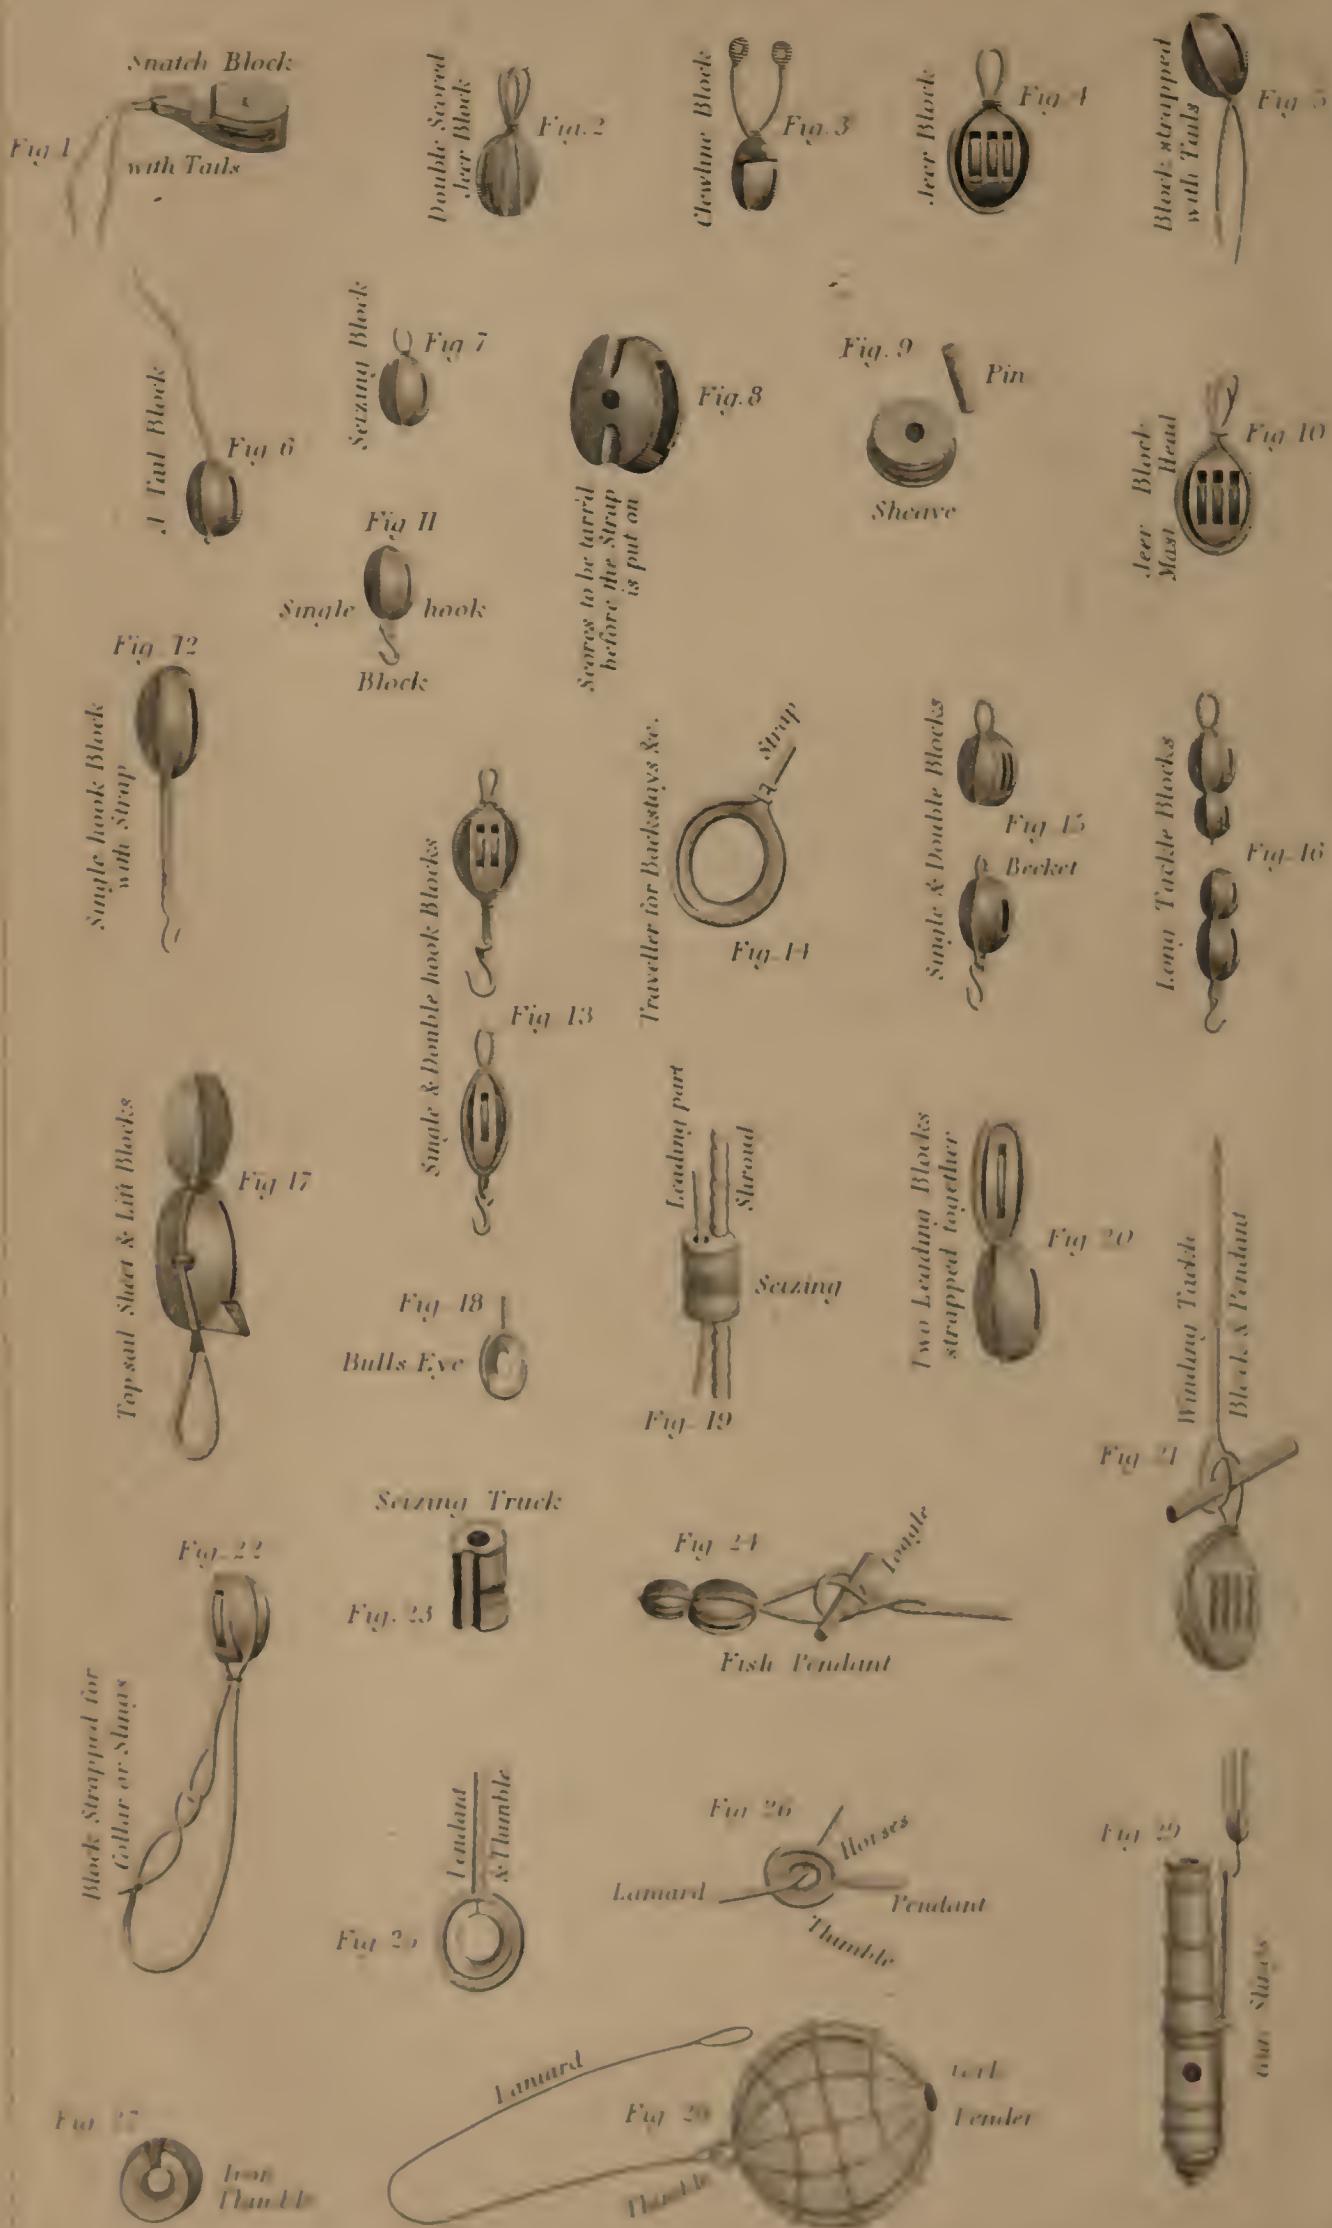 Snatch Block
Fig 1
with Tails
Double Scored
Jeer Block
Fig. 2
Clewline Block
Fig. 3
Jeer Block
Fig. 4
Block strapped
with Tails
Fig 5
A Tail Block
Fig 6
Seizing Block
Fig 7
Fig. 8
Scores to be tarr'd
before the Strap
is put on
Fig. 9
Pin
Sheave
Jeer Block
Mast Head
Fig 10
Fig 11
Single hook
Block
Fig. 12
Single hook Block
with Strap
Single & Double hook Blocks
Fig 13
Traveller for Backstays &c.
Strap
Fig. 14
Single & Double Blocks
Fig 15
Becket
Long Tackle Blocks
Fig. 16
Topsail Sheet & Lift Blocks
Fig 17
Fig. 18
Bulls Eye
Leading part
Shroud
Seizing
Fig. 19
Two Leading Blocks
strapped together
Fig 20
Winding Tackle
Block & Pendant
Fig 21
Fig. 22
Block Strapped for
Collar or Slings
Seizing Truck
Fig. 23
Fig. 24
Toggle
Fish Pendant
Pendant
& Thimble
Fig 25
Fig 26
Horses
Laniard
Pendant
Thimble
Fig 29
Slings
Fig 27
Iron
Thimble
Laniard
Fig
Thimble
Fender